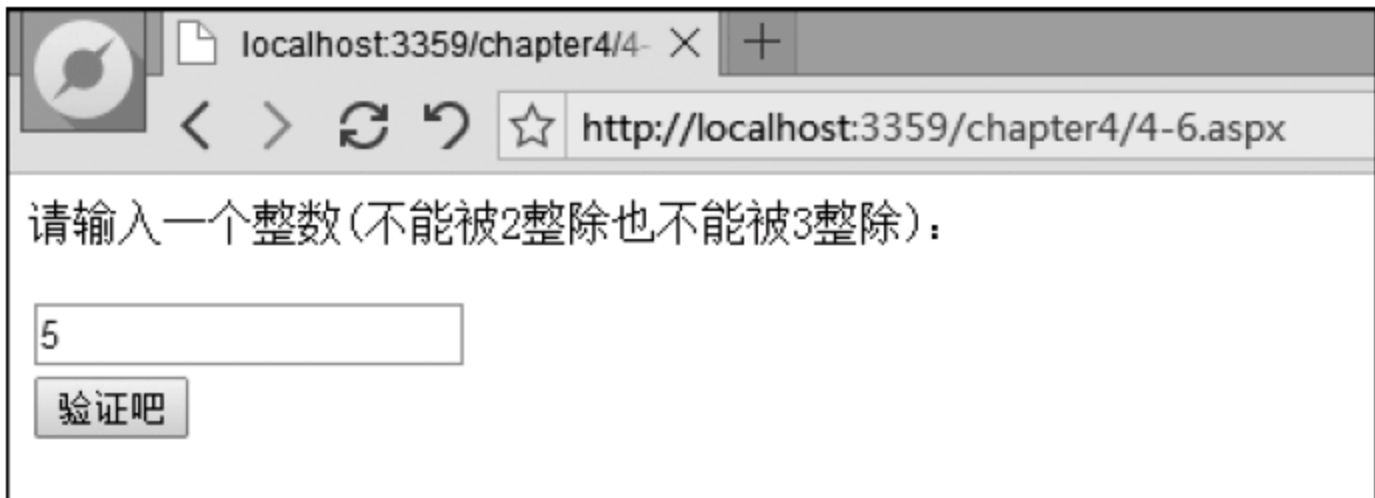 localhost:3359/chapter4/4-
http://localhost:3359/chapter4/4-6.aspx
请输入一个整数(不能被2整除也不能被3整除):
5
验证吧